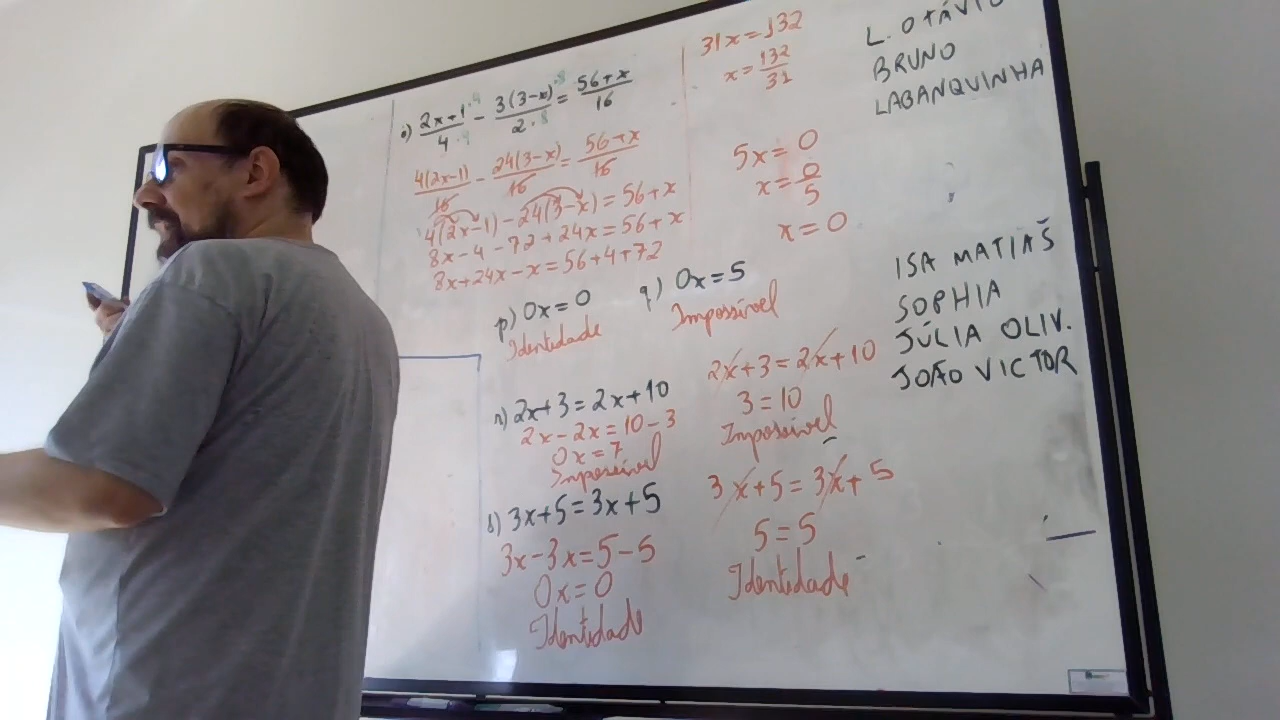 o) 2x+1/4 ·4 ·4 - 3(3-x)/2 ·8 ·8 = 56+x/16
4(2x-1)/16 - 24(3-x)/16 = 56+x/16
4(2x-1) - 24(3-x) = 56+x
8x-4-72+24x = 56+x
8x+24x-x = 56+4+72
p) 0x=0
Identidade
r) 2x+3=2x+10
2x-2x=10-3
0x=7
Impossível
s) 3x+5=3x+5
3x-3x=5-5
0x=0
Identidade
31x=132
x=132/31
5x=0
x=0/5
x=0
q) 0x=5
Impossível
2x+3=2x+10
3=10
Impossível
3x+5=3x+5
5=5
Identidade
L. OTÁVIO
BRUNO
LABANQUINHA
ISA MATIAS
SOPHIA
JÚLIA OLIV.
JOÃO VICTOR